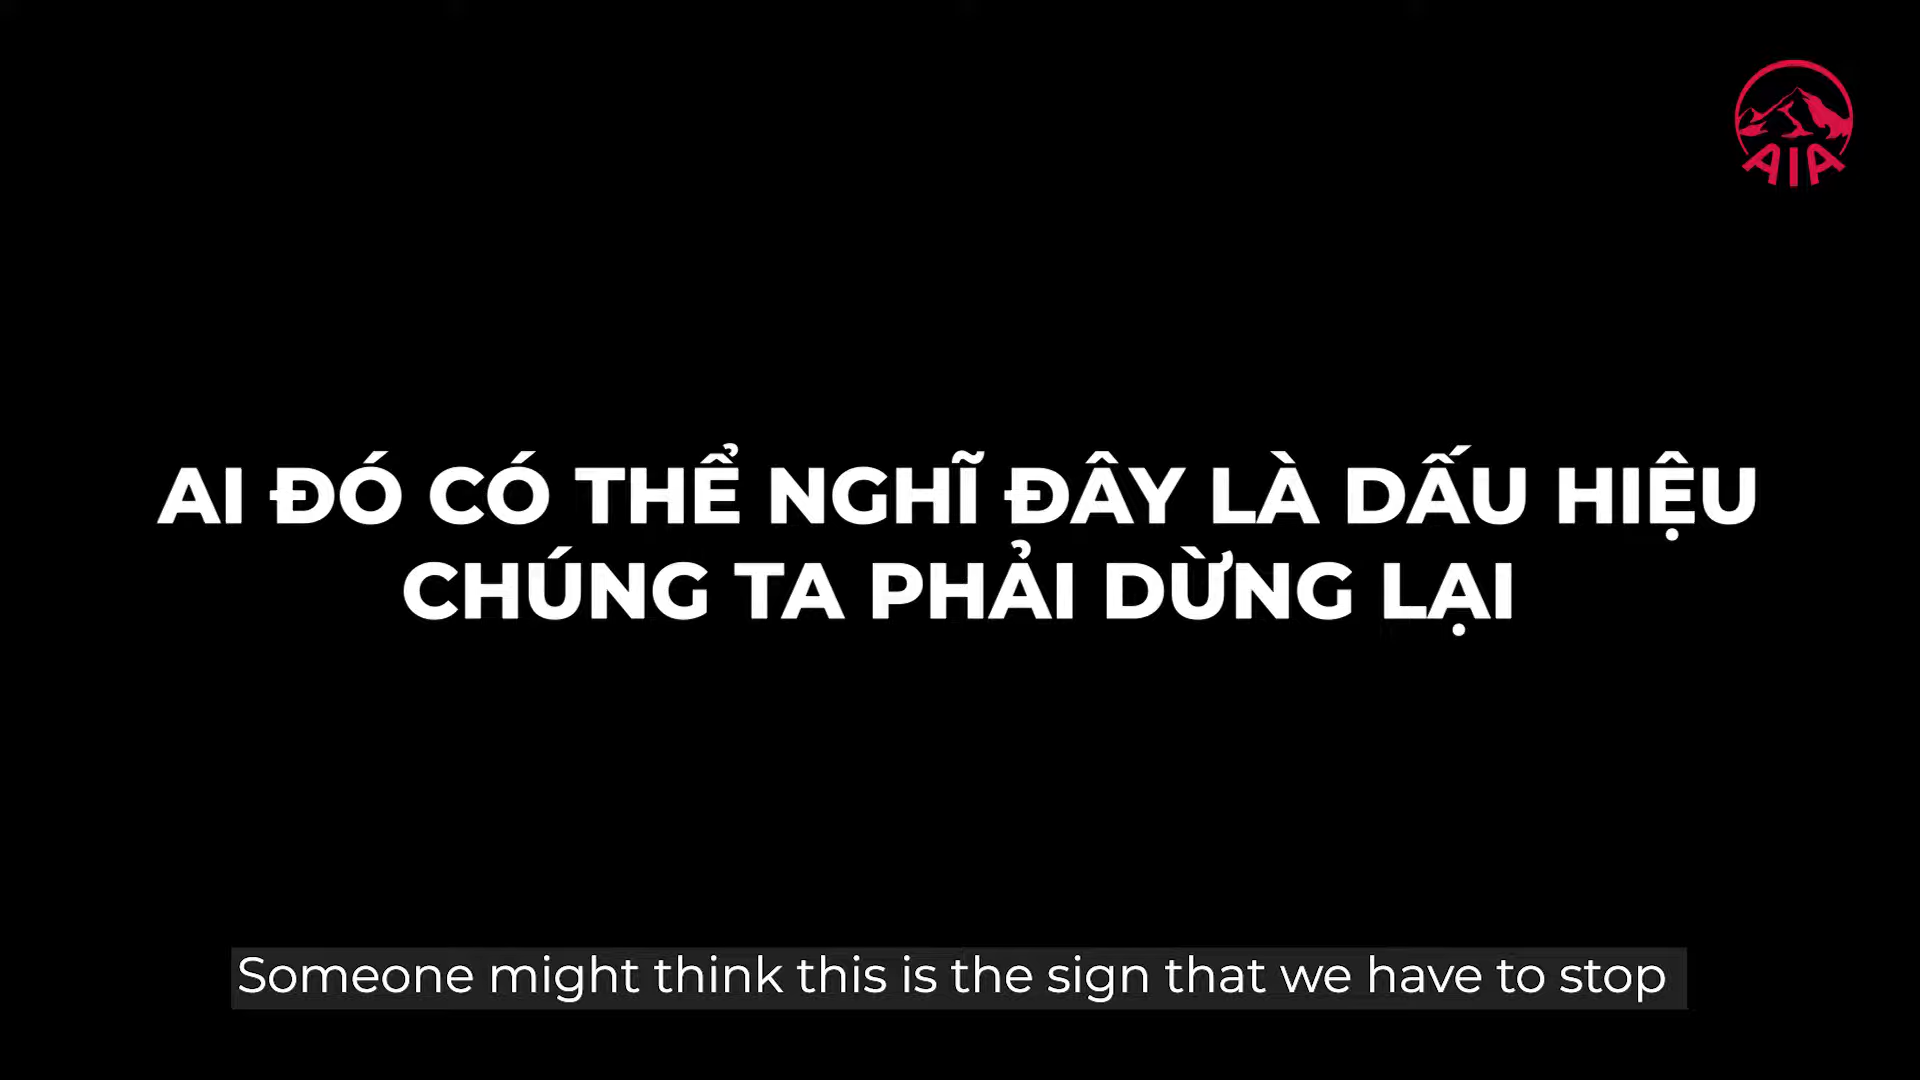 AIA
AI ĐÓ CÓ THỂ NGHĨ ĐÂY LÀ DẤU HIỆU
CHÚNG TA PHẢI DỪNG LẠI
Someone might think this is the sign that we have to stop